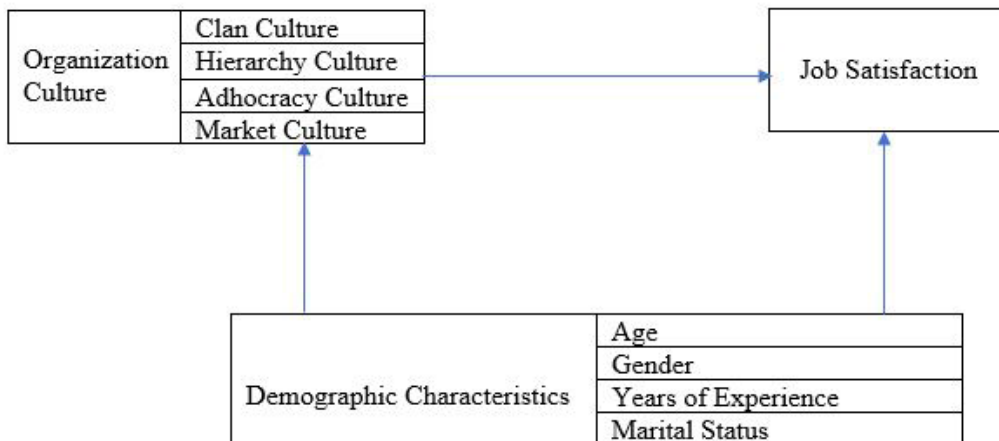 Organization
Culture
Clan Culture
Hierarchy Culture
Adhocracy Culture
Market Culture
Job Satisfaction
Demographic Characteristics
Age
Gender
Years of Experience
Marital Status